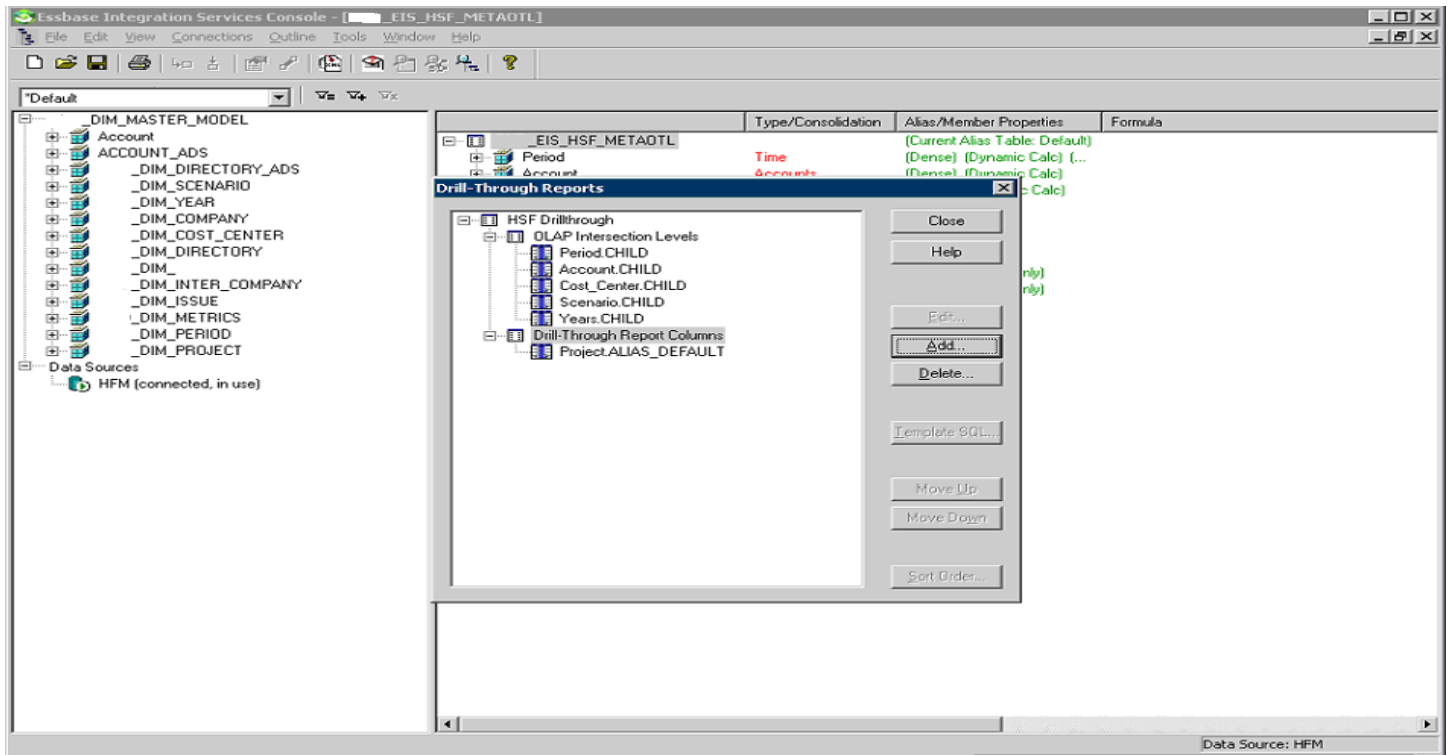 Essbase Integration Services Console - [ _EIS_HSF_METAOTL]
File Edit View Connections Outline Tools Window Help
"Default
_DIM_MASTER_MODEL
Account
ACCOUNT_ADS
_DIM_DIRECTORY_ADS
_DIM_SCENARIO
_DIM_YEAR
_DIM_COMPANY
_DIM_COST_CENTER
_DIM_DIRECTORY
_DIM_
_DIM_INTER_COMPANY
_DIM_ISSUE
_DIM_METRICS
_DIM_PERIOD
_DIM_PROJECT
Data Sources
HFM (connected, in use)
Type/Consolidation Alias/Member Properties Formula
_EIS_HSF_METAOTL (Current Alias Table: Default)
Period Time (Dense) (Dynamic Calc) (...
Account Accounts (Dense) (Dynamic Calc)
c Calc)
nly)
nly)
Drill-Through Reports
HSF Drillthrough
OLAP Intersection Levels
Period.CHILD
Account.CHILD
Cost_Center.CHILD
Scenario.CHILD
Years.CHILD
Drill-Through Report Columns
Project.ALIAS_DEFAULT
Close
Help
Edit...
Add...
Delete...
Template SQL...
Move Up
Move Down
Sort Order...
Data Source: HFM